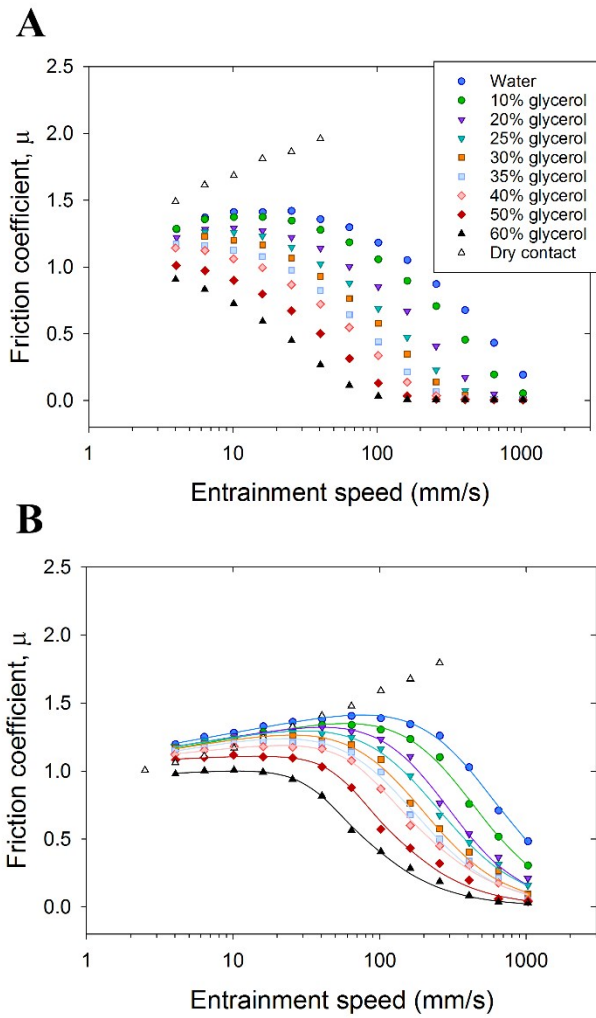 A
2.5
2.0
1.5
1.0
0.5
0.0
Friction coefficient, μ
Water
10% glycerol
20% glycerol
25% glycerol
30% glycerol
35% glycerol
40% glycerol
50% glycerol
60% glycerol
Dry contact
1
10
100
1000
Entrainment speed (mm/s)
B
2.5
2.0
1.5
1.0
0.5
0.0
Friction coefficient, μ
1
10
100
1000
Entrainment speed (mm/s)